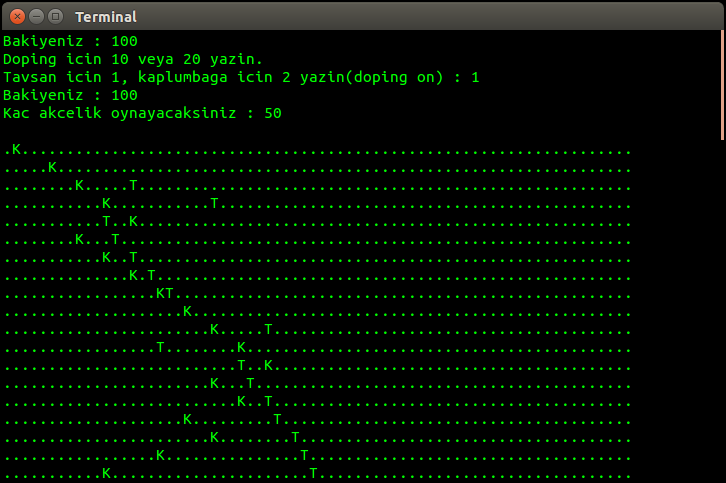 Terminal
Bakiyeniz : 100
Doping icin 10 veya 20 yazin.
Tavsan icin 1, kaplumbaga icin 2 yazin(doping on) : 1
Bakiyeniz : 100
Kac akcelik oynayacaksiniz : 50
.K....................................................................
.....K................................................................
........K.....T.......................................................
...........K...........T..............................................
...........T..K.......................................................
........K...T.........................................................
...........K..T.......................................................
..............K.T.....................................................
.................KT...................................................
....................K.................................................
.......................K.....T........................................
.................T........K...........................................
..........................T..K........................................
.......................K...T..........................................
..........................K..T........................................
....................K.........T.......................................
.......................K........T.....................................
.................K...............T....................................
...........K......................T...................................